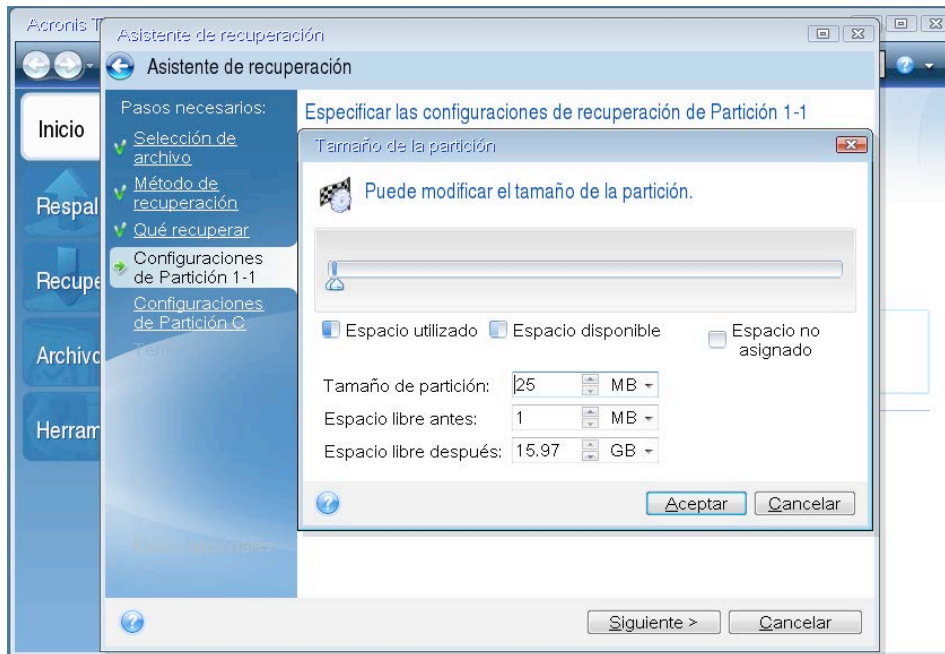 Acronis T
Asistente de recuperación
Asistente de recuperación
Inicio
Respal
Recupe
Archivo
Herram
Pasos necesarios:
Selección de
archivo
Método de
recuperación
Qué recuperar
Configuraciones
de Partición 1-1
Configuraciones
de Partición C
Especificar las configuraciones de recuperación de Partición 1-1
Tamaño de la partición
Puede modificar el tamaño de la partición.
Espacio utilizado
Espacio disponible
Espacio no
asignado
Tamaño de partición: 25 MB
Espacio libre antes: 1 MB
Espacio libre después: 15.97 GB
Aceptar
Cancelar
Siguiente >
Cancelar